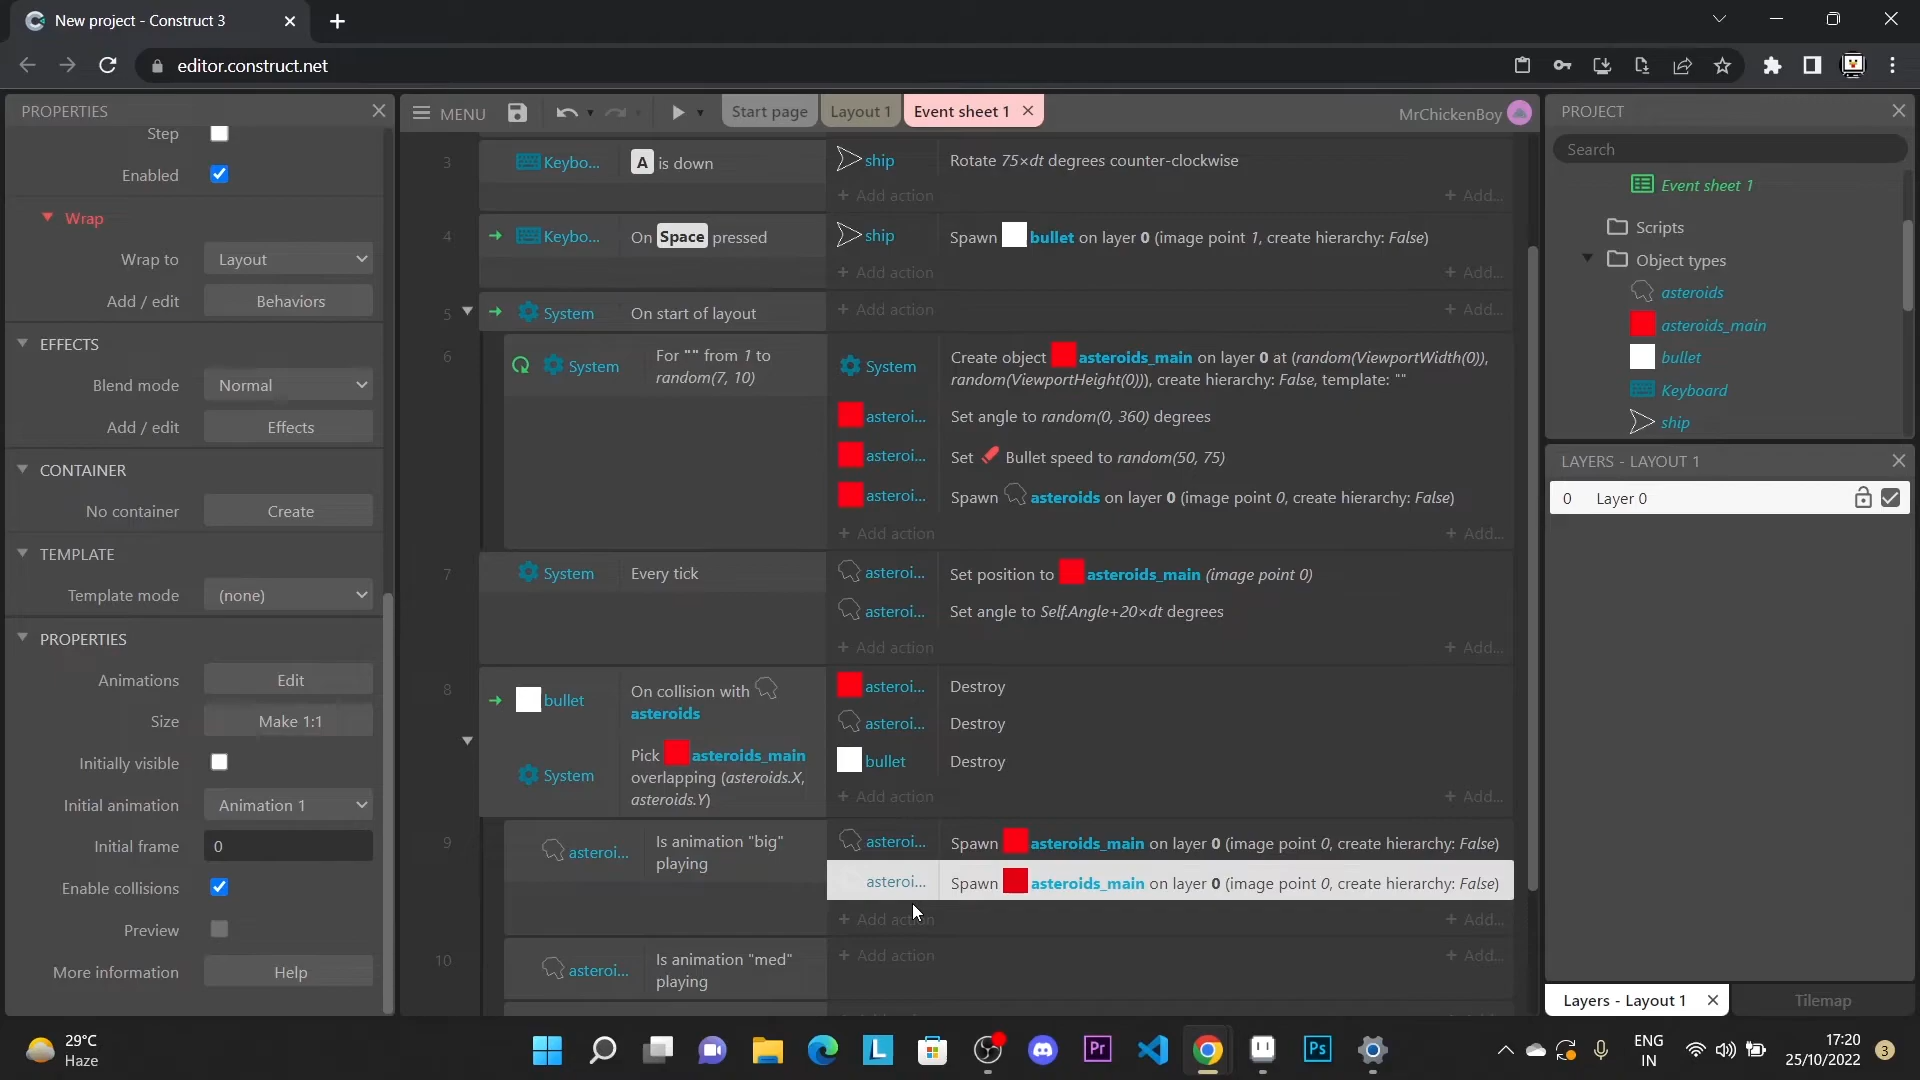 New project - Construct 3
editor.construct.net
PROPERTIES
Step
Enabled
Wrap
Wrap to
Layout
Add / edit
Behaviors
EFFECTS
Blend mode
Normal
Add / edit
Effects
CONTAINER
No container
Create
TEMPLATE
Template mode
(none)
PROPERTIES
Animations
Edit
Size
Make 1:1
Initially visible
Initial animation
Animation 1
Initial frame
0
Enable collisions
Preview
More information
Help
MENU
Start page
Layout 1
Event sheet 1
MrChickenBoy
3
Keybo...
A is down
ship
Rotate 75×dt degrees counter-clockwise
+ Add action
+ Add...
4
Keybo...
On Space pressed
ship
Spawn bullet on layer 0 (image point 1, create hierarchy: False)
+ Add action
+ Add...
5
System
On start of layout
+ Add action
+ Add...
6
System
For "" from 1 to
random(7, 10)
System
Create object asteroids_main on layer 0 at (random(ViewportWidth(0)),
random(ViewportHeight(0))), create hierarchy: False, template: ""
asteroi...
Set angle to random(0, 360) degrees
asteroi...
Set Bullet speed to random(50, 75)
asteroi...
Spawn asteroids on layer 0 (image point 0, create hierarchy: False)
+ Add action
+ Add...
7
System
Every tick
asteroi...
Set position to asteroids_main (image point 0)
asteroi...
Set angle to Self.Angle+20×dt degrees
+ Add action
+ Add...
8
bullet
On collision with
asteroids
System
Pick asteroids_main
overlapping (asteroids.X,
asteroids.Y)
asteroi...
Destroy
asteroi...
Destroy
bullet
Destroy
+ Add action
+ Add...
9
asteroi...
Is animation "big"
playing
asteroi...
Spawn asteroids_main on layer 0 (image point 0, create hierarchy: False)
asteroi...
Spawn asteroids_main on layer 0 (image point 0, create hierarchy: False)
+ Add action
+ Add...
10
asteroi...
Is animation "med"
playing
+ Add action
+ Add...
PROJECT
Search
Event sheet 1
Scripts
Object types
asteroids
asteroids_main
bullet
Keyboard
ship
LAYERS - LAYOUT 1
0
Layer 0
Layers - Layout 1
Tilemap
29°C
Haze
L
Pr
Ps
ENG
IN
17:20
25/10/2022
3